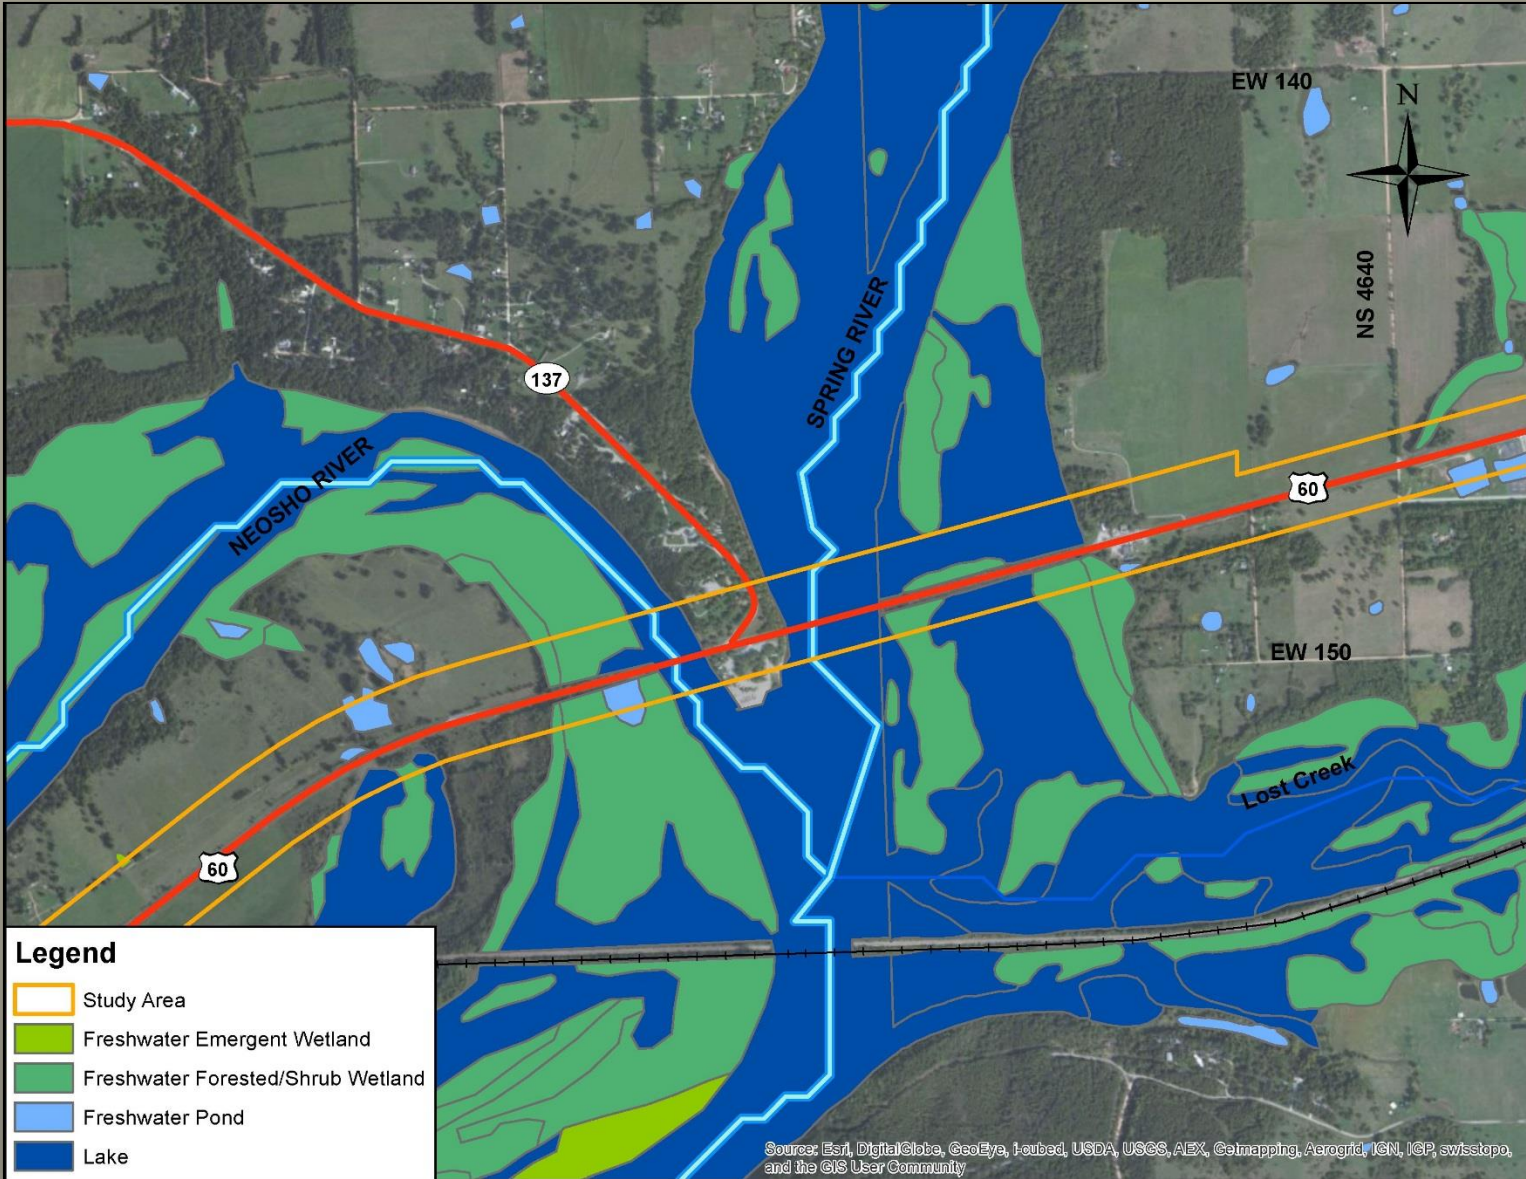 EW 140
N
NS 4640
SPRING RIVER
137
NEOSHO RIVER
60
EW 150
Lost Creek
60
Legend
Study Area
Freshwater Emergent Wetland
Freshwater Forested/Shrub Wetland
Freshwater Pond
Lake
Source: Esri, DigitalGlobe, GeoEye, i-cubed, USDA, USGS, AEX, Getmapping, Aerogrid, IGN, IGP, swisstopo,
and the GIS User Community